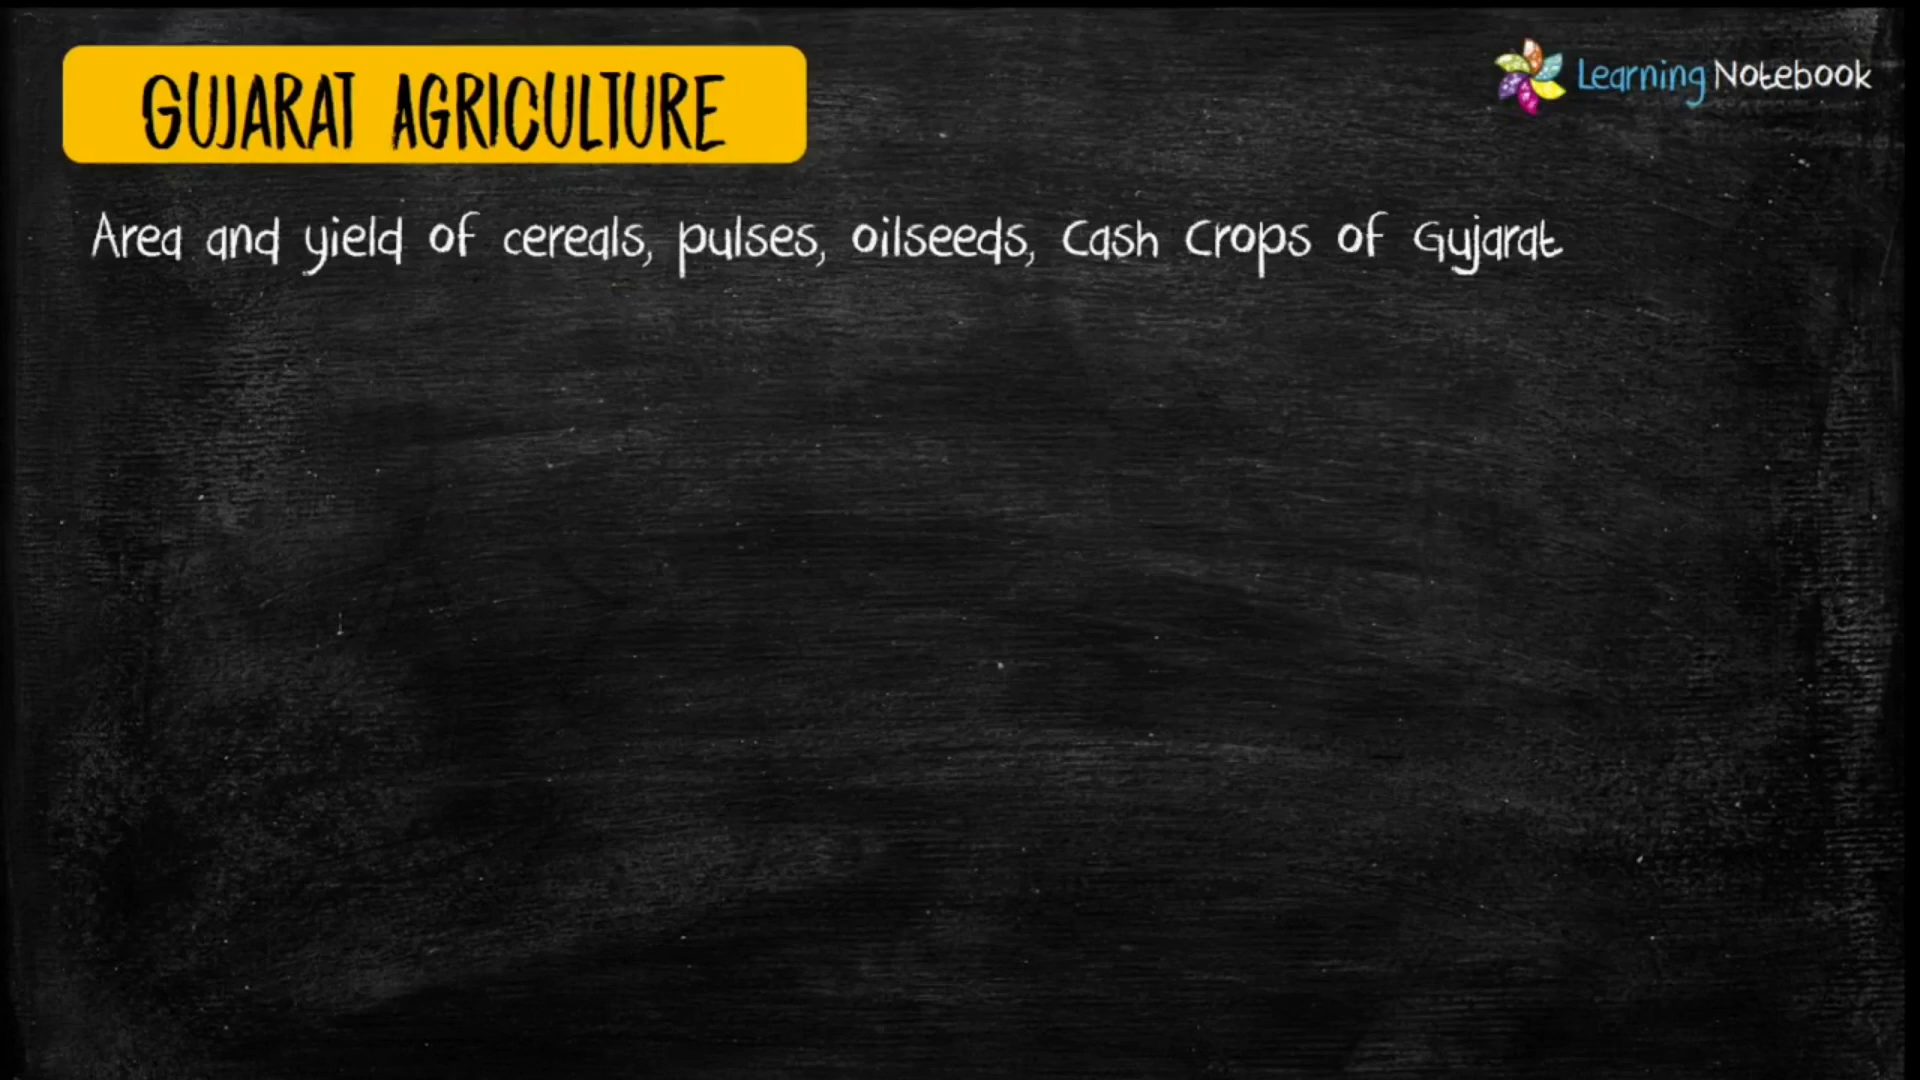 GUJARAT AGRICULTURE
Learning Notebook
Area and yield of cereals, pulses, oilseeds, Cash Crops of Gujarat